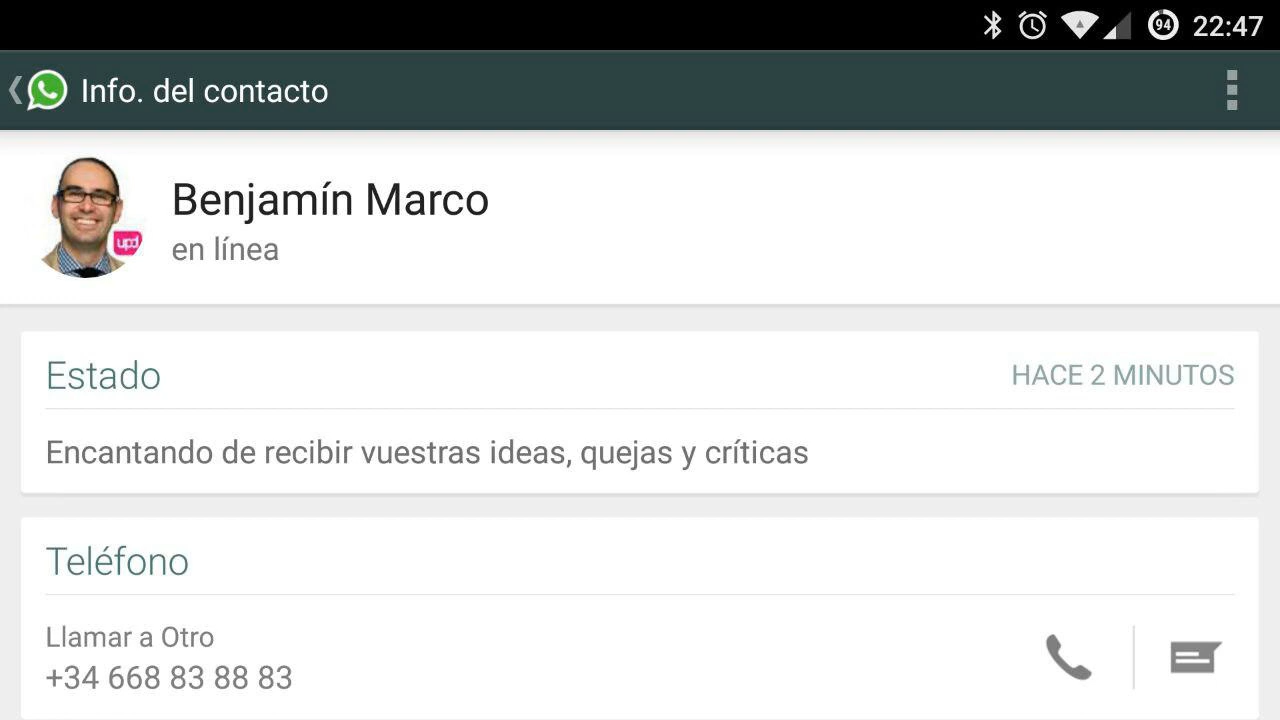 94 22:47
Info. del contacto
Benjamín Marco
en línea
upd
Estado HACE 2 MINUTOS
Encantando de recibir vuestras ideas, quejas y críticas
Teléfono
Llamar a Otro
+34 668 83 88 83